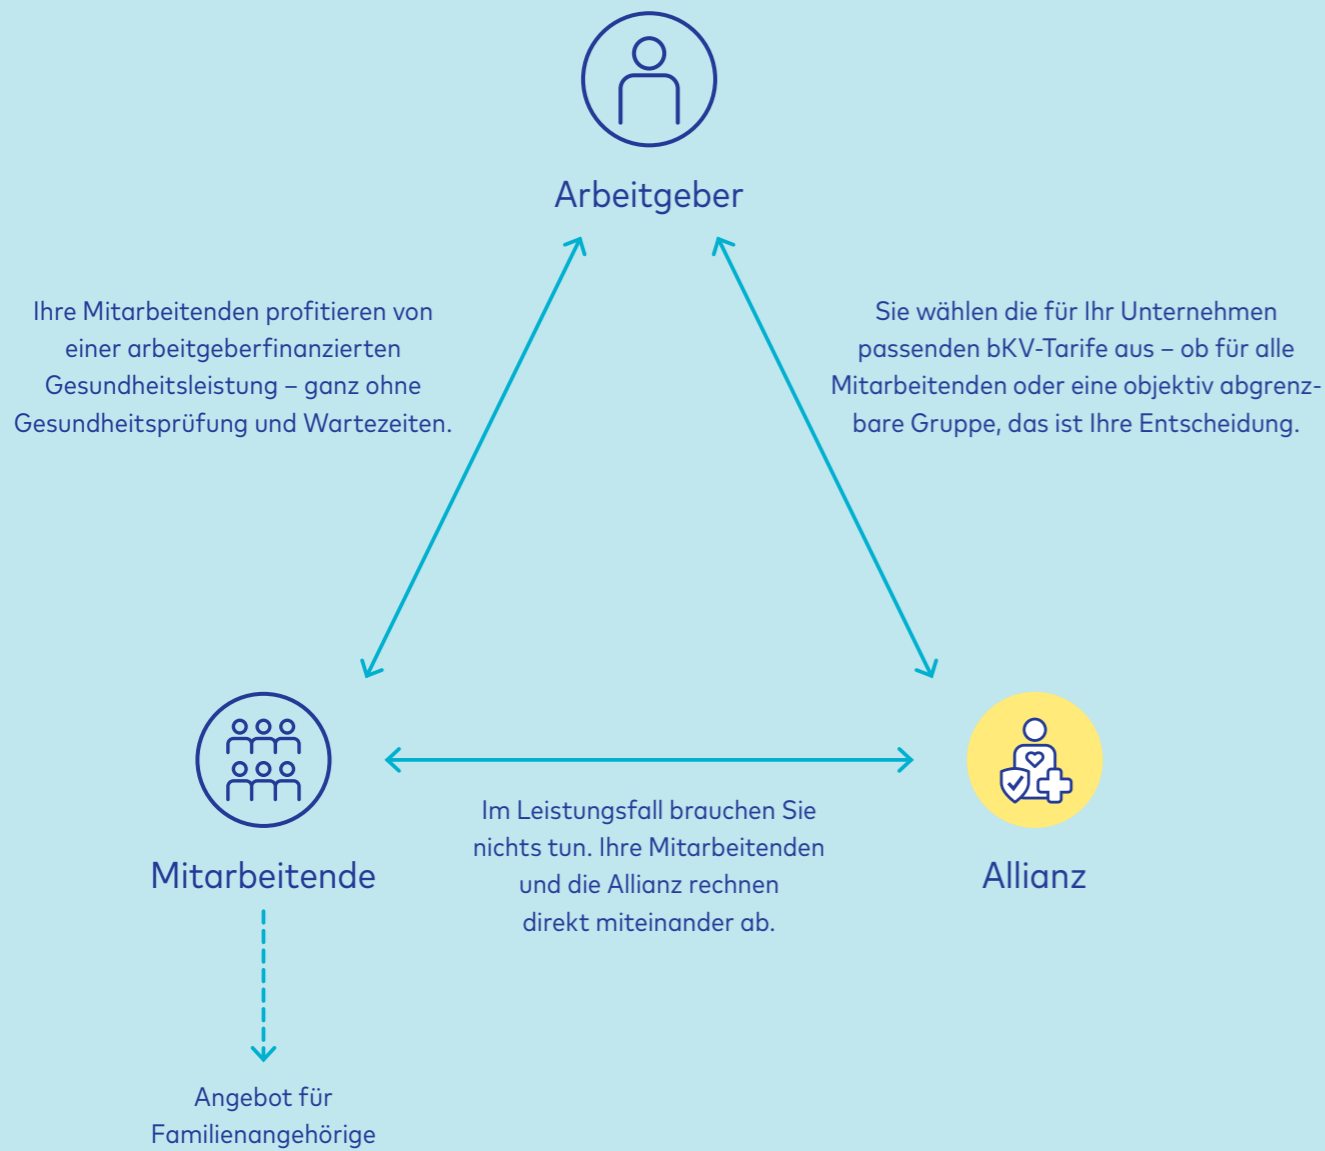 Arbeitgeber
Ihre Mitarbeitenden profitieren von
einer arbeitgeberfinanzierten
Gesundheitsleistung – ganz ohne
Gesundheitsprüfung und Wartezeiten.
Sie wählen die für Ihr Unternehmen
passenden bKV-Tarife aus – ob für alle
Mitarbeitenden oder eine objektiv abgrenz-
bare Gruppe, das ist Ihre Entscheidung.
Mitarbeitende
Im Leistungsfall brauchen Sie
nichts tun. Ihre Mitarbeitenden
und die Allianz rechnen
direkt miteinander ab.
Allianz
Angebot für
Familienangehörige